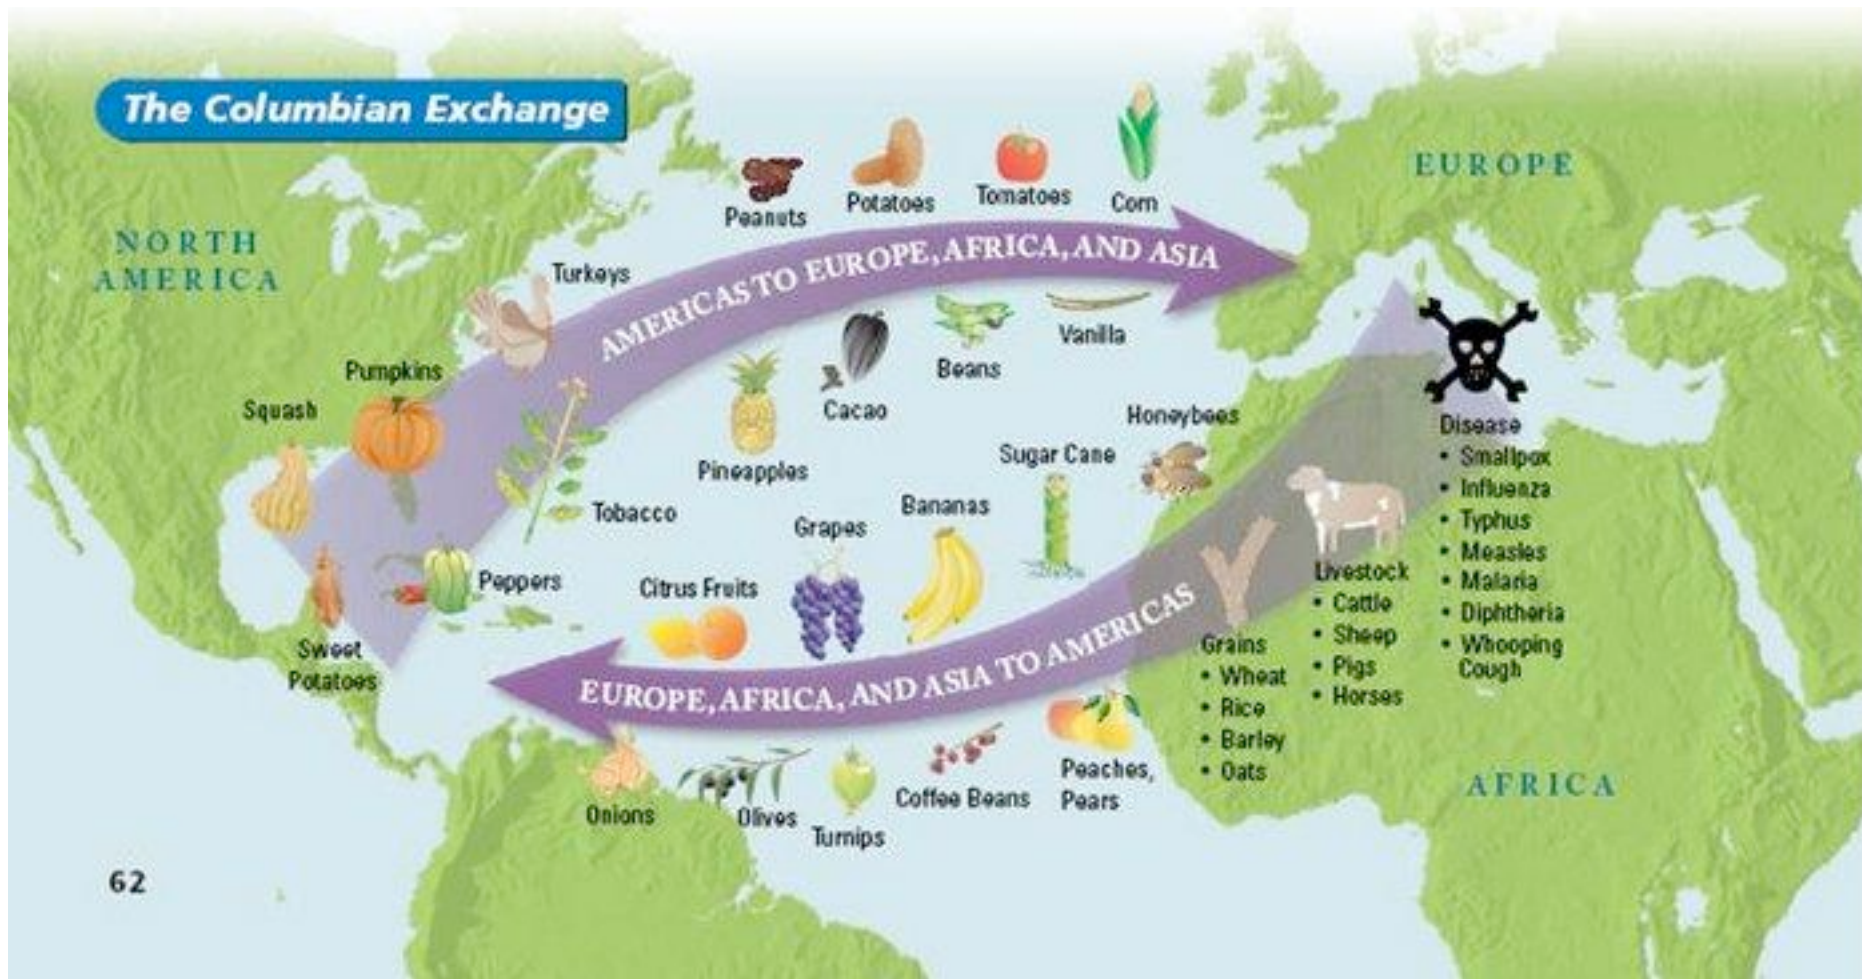 The Columbian Exchange
NORTH
AMERICA
EUROPE
AFRICA
Peanuts
Potatoes
Tomatoes
Corn
AMERICAS TO EUROPE, AFRICA, AND ASIA
Turkeys
Pumpkins
Squash
Vanilla
Beans
Cacao
Pineapples
Tobacco
Peppers
Sweet
Potatoes
Honeybees
Sugar Cane
Bananas
Grapes
Citrus Fruits
EUROPE, AFRICA, AND ASIA TO AMERICAS
Onions
Olives
Turnips
Coffee Beans
Peaches,
Pears
Grains
• Wheat
• Rice
• Barley
• Oats
Livestock
• Cattle
• Sheep
• Pigs
• Horses
Disease
• Smallpox
• Influenza
• Typhus
• Measles
• Malaria
• Diphtheria
• Whooping
Cough
62